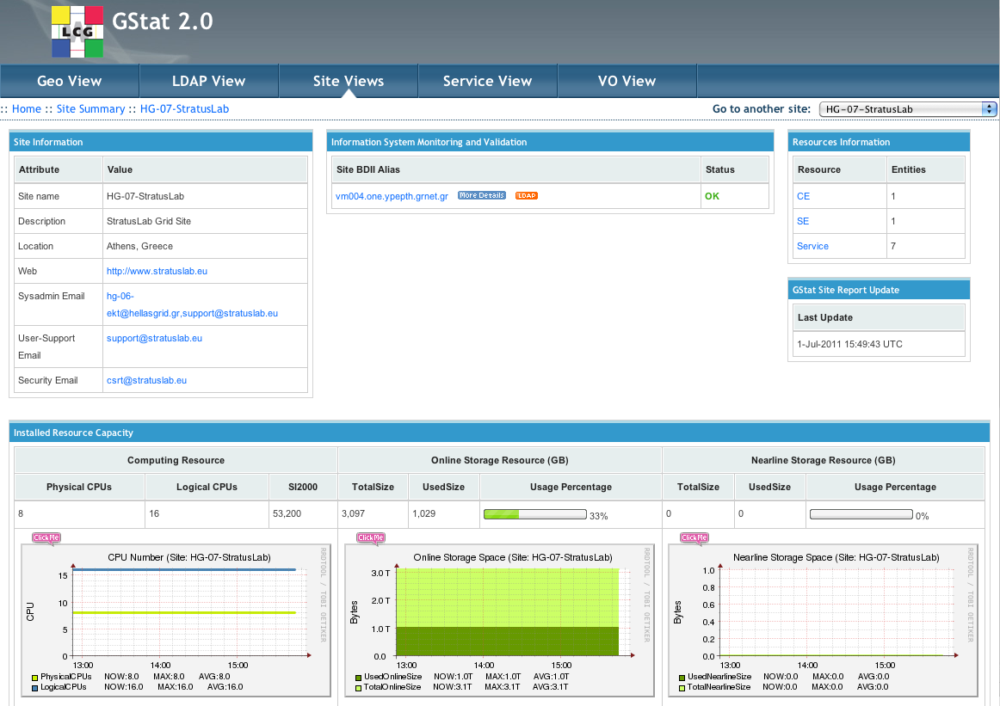 LCG GStat 2.0
Geo View LDAP View Site Views Service View VO View
:: Home :: Site Summary :: HG-07-StratusLab Go to another site: HG-07-StratusLab
Site Information
Attribute Value
Site name HG-07-StratusLab
Description StratusLab Grid Site
Location Athens, Greece
Web http://www.stratuslab.eu
Sysadmin Email hg-06-
ekt@hellasgrid.gr,support@stratuslab.eu
User-Support support@stratuslab.eu
Email
Security Email csrt@stratuslab.eu
Information System Monitoring and Validation
Site BDII Alias Status
vm004.one.ypepth.grnet.gr More Details LDAP OK
Resources Information
Resource Entities
CE 1
SE 1
Service 7
GStat Site Report Update
Last Update
1-Jul-2011 15:49:43 UTC
Installed Resource Capacity
Computing Resource Online Storage Resource (GB) Nearline Storage Resource (GB)
Physical CPUs Logical CPUs SI2000 TotalSize UsedSize Usage Percentage TotalSize UsedSize Usage Percentage
8 16 53,200 3,097 1,029 33% 0 0 0%
ClickMe
CPU Number (Site: HG-07-StratusLab)
CPU
15
10
5
0
13:00 14:00 15:00
PhysicalCPUs NOW:8.0 MAX:8.0 AVG:8.0
LogicalCPUs NOW:16.0 MAX:16.0 AVG:16.0
RRDTOOL / TOBI OETIKER
ClickMe
Online Storage Space (Site: HG-07-StratusLab)
Bytes
3.0 T
2.0 T
1.0 T
0.0
13:00 14:00 15:00
UsedOnlineSize NOW:1.0T MAX:1.0T AVG:1.0T
TotalOnlineSize NOW:3.1T MAX:3.1T AVG:3.1T
RRDTOOL / TOBI OETIKER
ClickMe
Nearline Storage Space (Site: HG-07-StratusLab)
Bytes
1.0
0.8
0.6
0.4
0.2
0.0
13:00 14:00 15:00
UsedNearlineSize NOW:0.0 MAX:0.0 AVG:0.0
TotalNearlineSize NOW:0.0 MAX:0.0 AVG:0.0
RRDTOOL / TOBI OETIKER